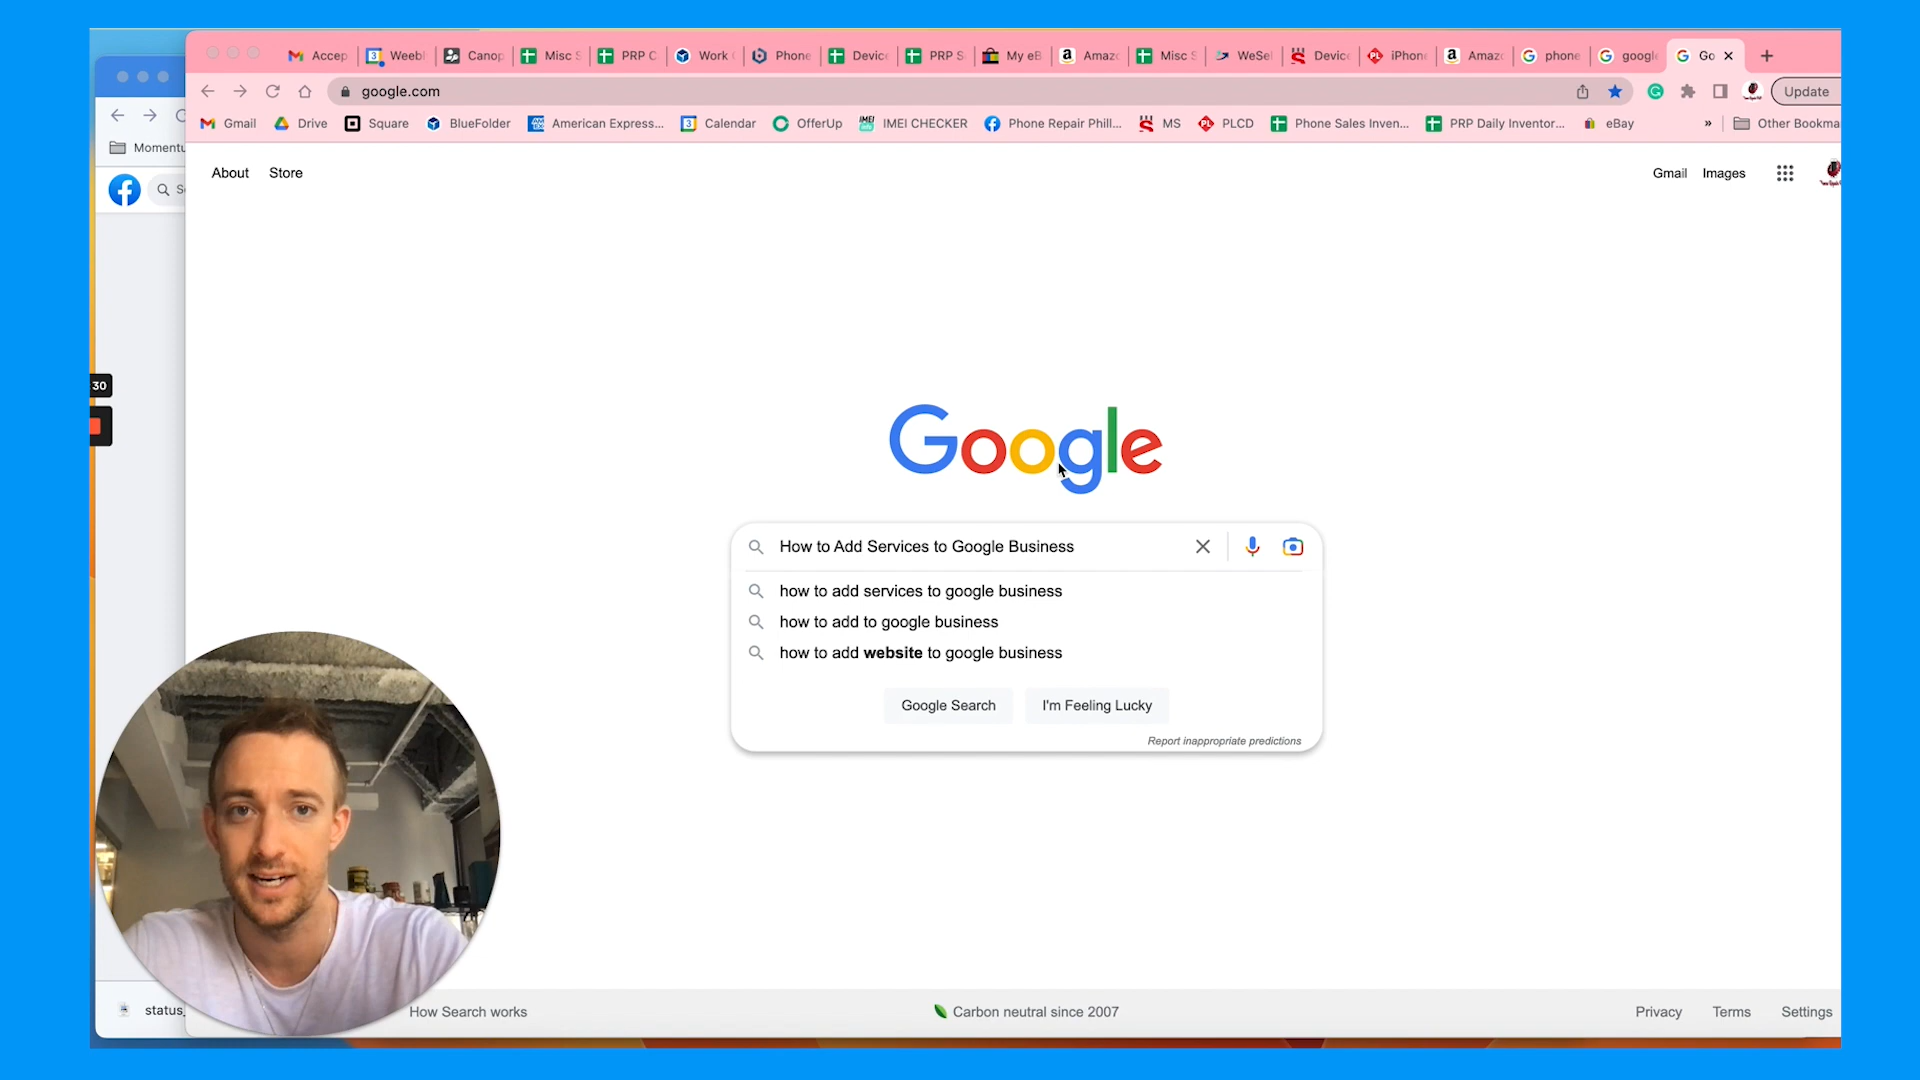 Accep
Weebl
Canop
Misc S
PRP C
Work
Phone
Device
PRP S
My eB
Amazo
Misc S
WeSel
Device
iPhone
Amazo
phone
google
Go
google.com
Update
Gmail
Drive
Square
BlueFolder
American Express...
Calendar
OfferUp
IMEI CHECKER
Phone Repair Phill...
MS
PLCD
Phone Sales Inven...
PRP Daily Inventor...
eBay
»
Other Bookma
Momentu
About
Store
Gmail
Images
S
30
Google
How to Add Services to Google Business
how to add services to google business
how to add to google business
how to add website to google business
Google Search
I'm Feeling Lucky
Report inappropriate predictions
status_
How Search works
Carbon neutral since 2007
Privacy
Terms
Settings